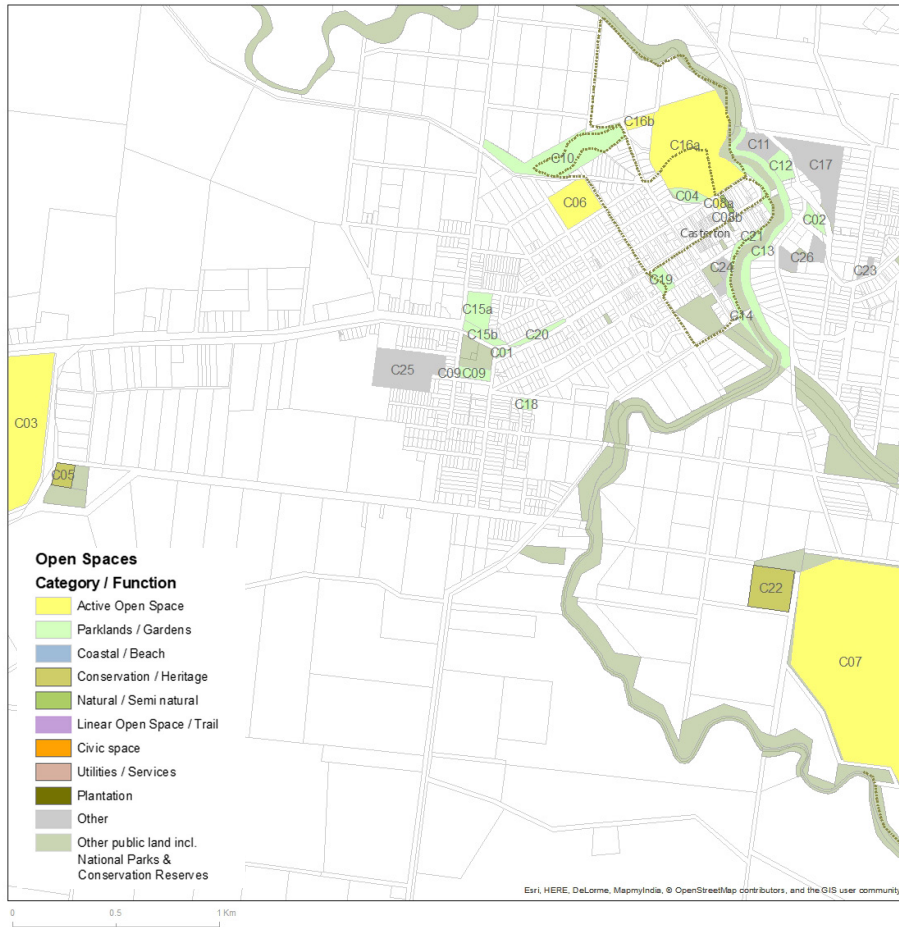 C16b
C11
C16a
C10
C12
C17
C04
C06
C08a
C02
C08b
Casterton
C21
C13
C26
C24
C23
C19
C15a
C14
C15b
C20
C01
C25
C09
C09
C18
C03
C05
C22
C07
Open Spaces
Category / Function
Active Open Space
Parklands / Gardens
Coastal / Beach
Conservation / Heritage
Natural / Semi natural
Linear Open Space / Trail
Civic space
Utilities / Services
Plantation
Other
Other public land incl.
National Parks &
Conservation Reserves
Esri, HERE, DeLorme, MapmyIndia, © OpenStreetMap contributors, and the GIS user community
0 0.5 1 Km